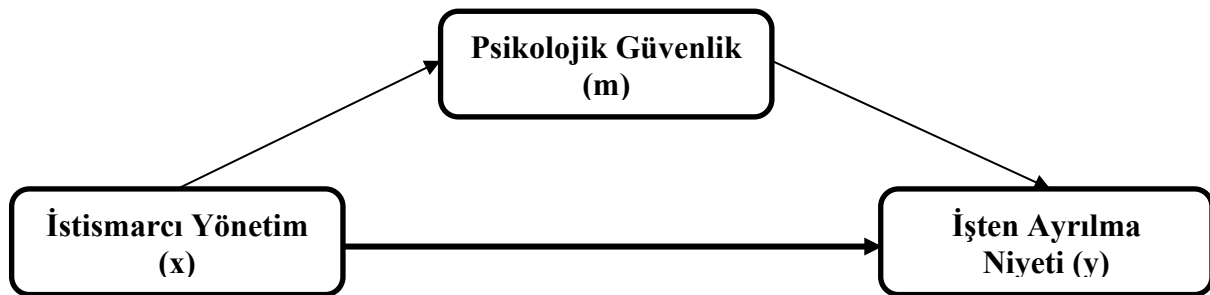 Psikolojik Güvenlik
(m)
İstismarcı Yönetim
(x)
İşten Ayrılma
Niyeti (y)